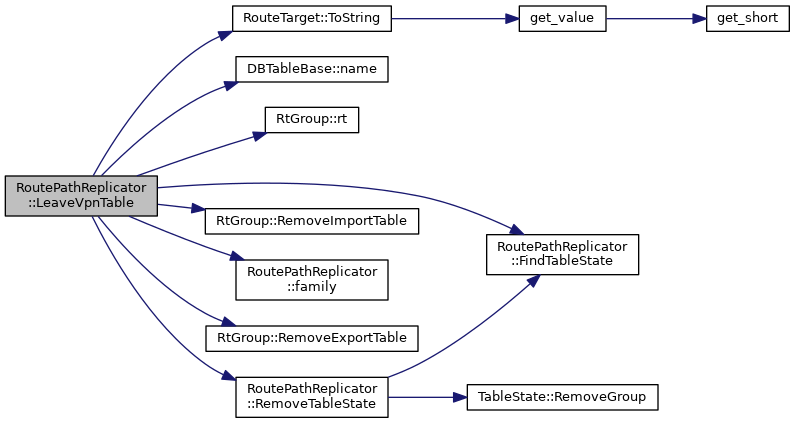 RouteTarget::ToString
get_value
get_short
DBTableBase::name
RtGroup::rt
RoutePathReplicator
::LeaveVpnTable
RtGroup::RemoveImportTable
RoutePathReplicator
::FindTableState
RoutePathReplicator
::family
RtGroup::RemoveExportTable
RoutePathReplicator
::RemoveTableState
TableState::RemoveGroup